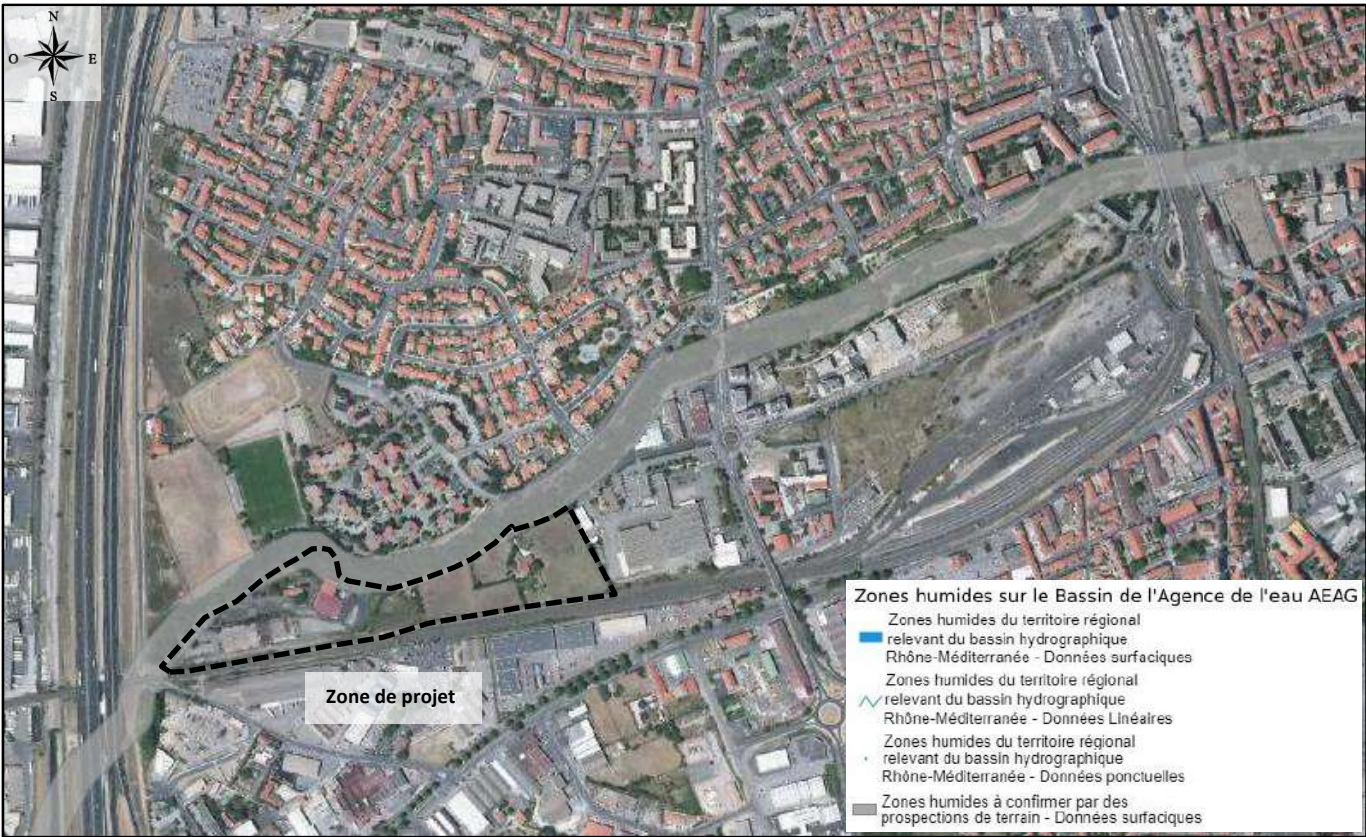 N
O
E
S
Zone de projet
Zones humides sur le Bassin de l'Agence de l'eau AEAG
Zones humides du territoire régional
relevant du bassin hydrographique
Rhône-Méditerranée - Données surfaciques
Zones humides du territoire régional
relevant du bassin hydrographique
Rhône-Méditerranée - Données Linéaires
Zones humides du territoire régional
relevant du bassin hydrographique
Rhône-Méditerranée - Données ponctuelles
Zones humides à confirmer par des
prospections de terrain - Données surfaciques